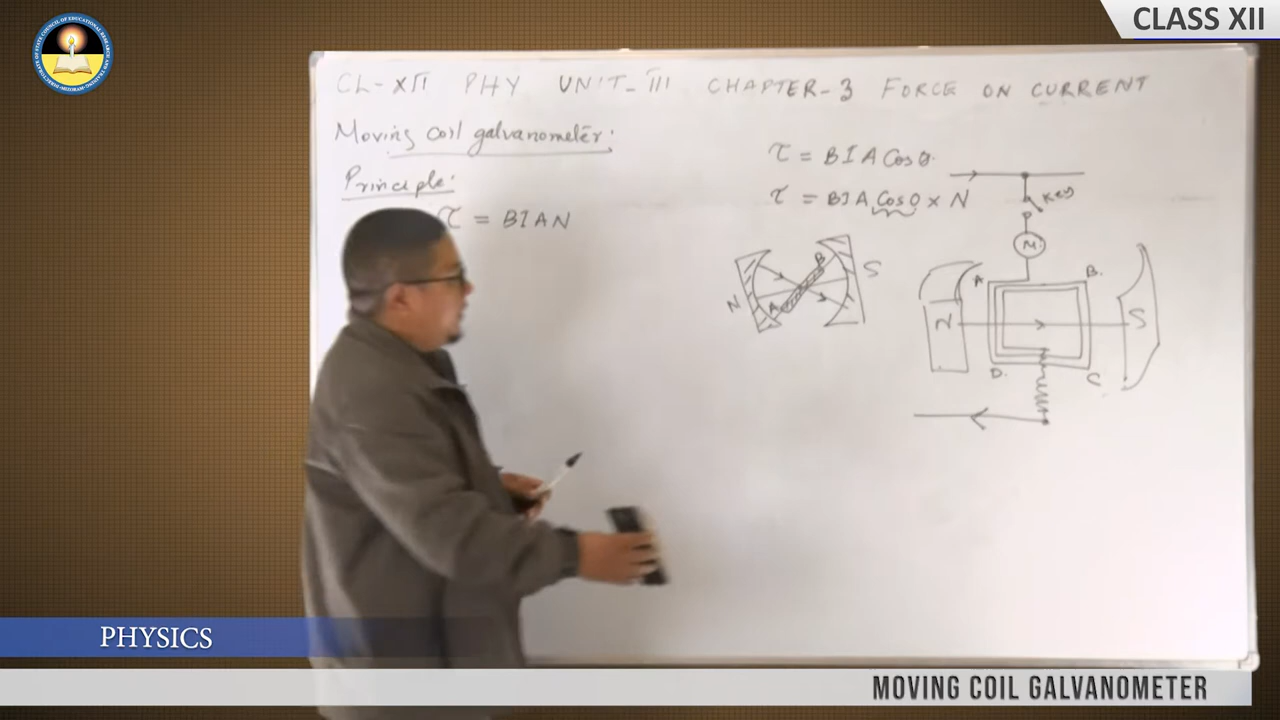 CLASS XII
CL-XII PHY UNIT-III CHAPTER-3 FORCE ON CURRENT
Moving coil galvanometer:
Principle:
τ = BIAN
τ = BIA Cosθ.
τ = BIA Cosθ × N
Key
M
A B.
N S
D. C
N S
A B
PHYSICS
MOVING COIL GALVANOMETER